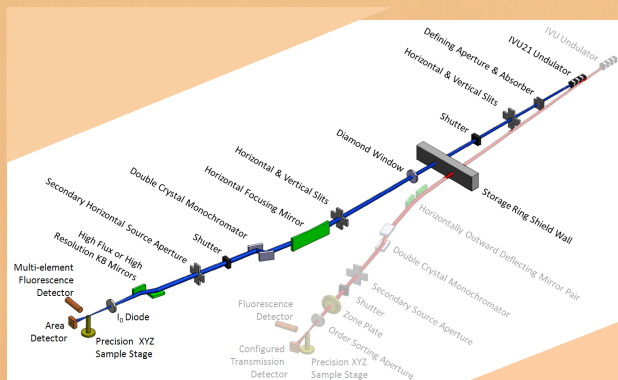 IVU Undulator
IVU21 Undulator
Defining Aperture & Absorber
Horizontal & Vertical Slits
Shutter
Diamond Window
Storage Ring Shield Wall
Horizontal & Vertical Slits
Horizontal Focusing Mirror
Double Crystal Monochromator
Shutter
Secondary Horizontal Source Aperture
High Flux or High
Resolution KB Mirrors
Multi-element
Fluorescence
Detector
I0 Diode
Area
Detector
Precision XYZ
Sample Stage
Horizontally Outward Deflecting Mirror Pair
Double Crystal Monochromator
Secondary Source Aperture
Shutter
Zone Plate
Order Sorting Aperture
Fluorescence
Detector
Configured
Transmission
Detector
Precision XYZ
Sample Stage